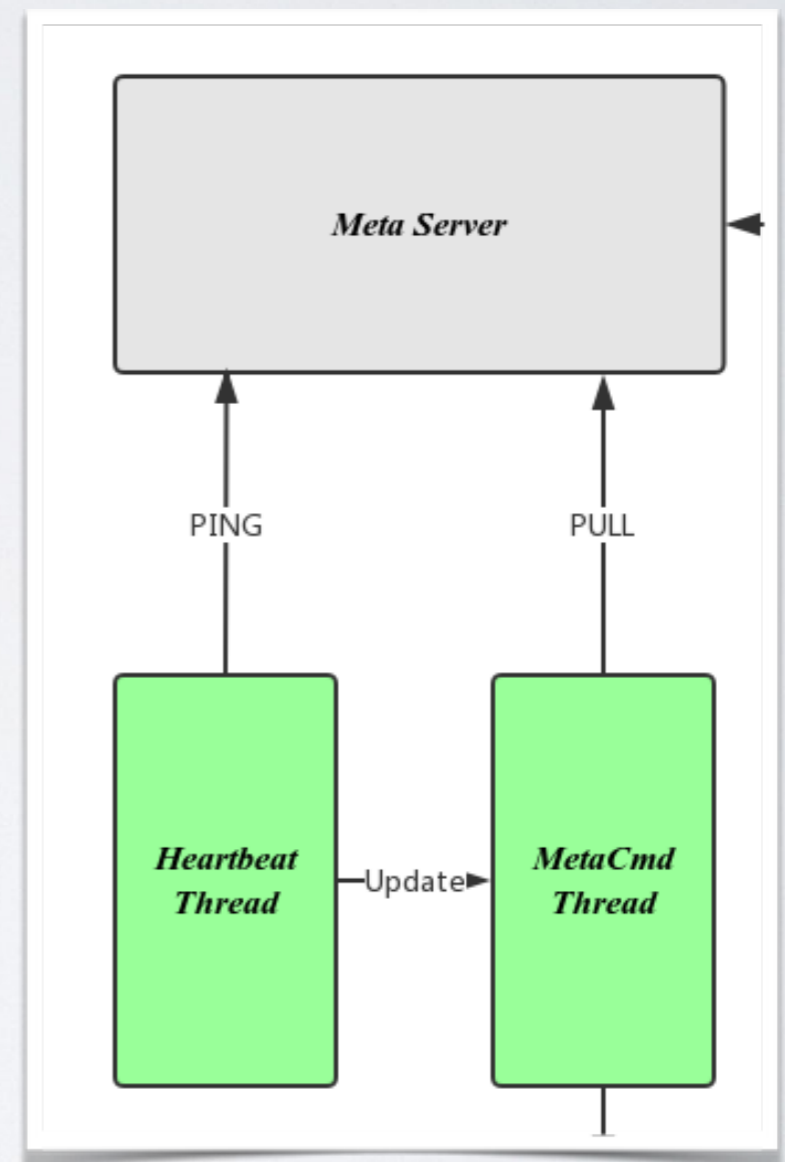 Meta Server
PING
PULL
Heartbeat
Thread
Update
MetaCmd
Thread